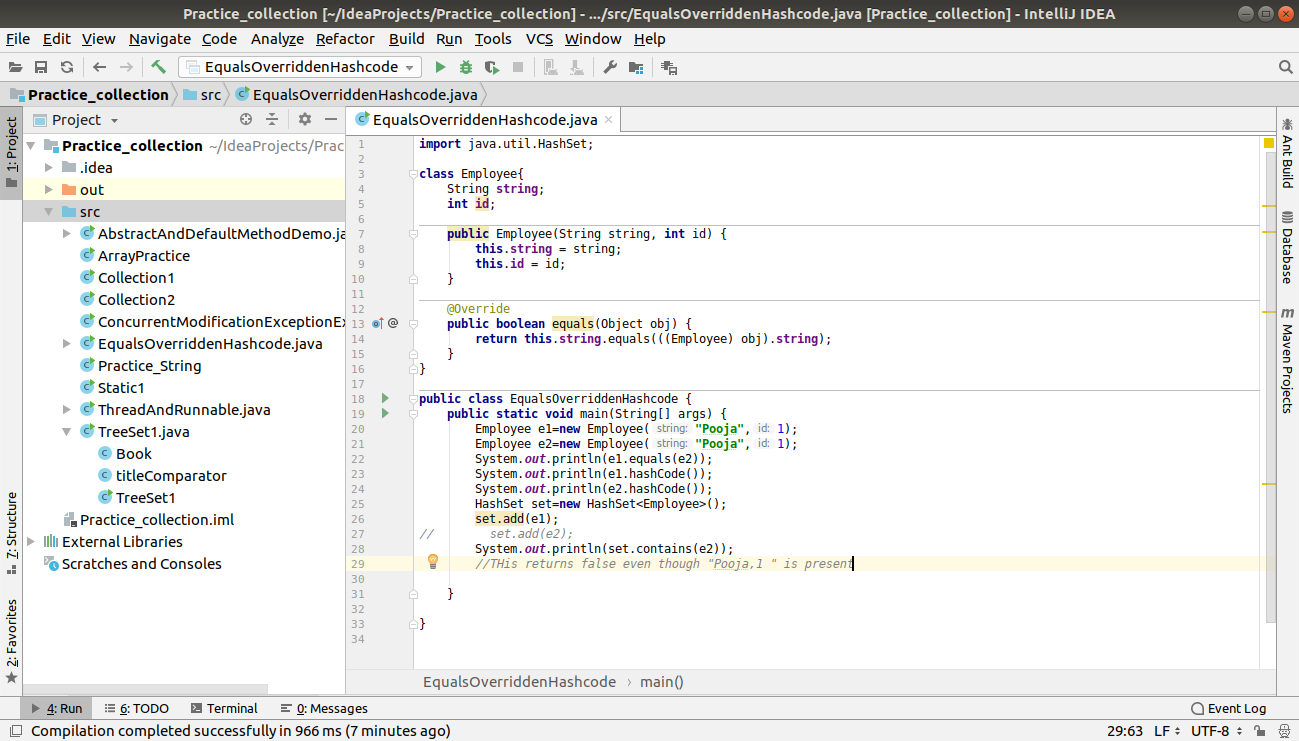 Practice_collection [~/IdeaProjects/Practice_collection] - .../src/EqualsOverriddenHashcode.java [Practice_collection] - IntelliJ IDEA
File Edit View Navigate Code Analyze Refactor Build Run Tools VCS Window Help
EqualsOverriddenHashcode
Practice_collection src EqualsOverriddenHashcode.java
1: Project
7: Structure
2: Favorites
Project
Practice_collection ~/IdeaProjects/Prac
.idea
out
src
AbstractAndDefaultMethodDemo.ja
ArrayPractice
Collection1
Collection2
ConcurrentModificationExceptionEx
EqualsOverriddenHashcode.java
Practice_String
Static1
ThreadAndRunnable.java
TreeSet1.java
Book
titleComparator
TreeSet1
Practice_collection.iml
External Libraries
Scratches and Consoles
EqualsOverriddenHashcode.java
1 import java.util.HashSet;
2
3 class Employee{
4 String string;
5 int id;
6
7 public Employee(String string, int id) {
8 this.string = string;
9 this.id = id;
10 }
11
12 @Override
13 @ public boolean equals(Object obj) {
14 return this.string.equals(((Employee) obj).string);
15 }
16 }
17
18 public class EqualsOverriddenHashcode {
19 public static void main(String[] args) {
20 Employee e1=new Employee( string: "Pooja", id: 1);
21 Employee e2=new Employee( string: "Pooja", id: 1);
22 System.out.println(e1.equals(e2));
23 System.out.println(e1.hashCode());
24 System.out.println(e2.hashCode());
25 HashSet set=new HashSet<Employee>();
26 set.add(e1);
27 // set.add(e2);
28 System.out.println(set.contains(e2));
29 //THis returns false even though "Pooja,1 " is present
30
31 }
32
33 }
34
EqualsOverriddenHashcode › main()
Ant Build
Database
m Maven Projects
4: Run 6: TODO Terminal 0: Messages Event Log
Compilation completed successfully in 966 ms (7 minutes ago) 29:63 LF UTF-8